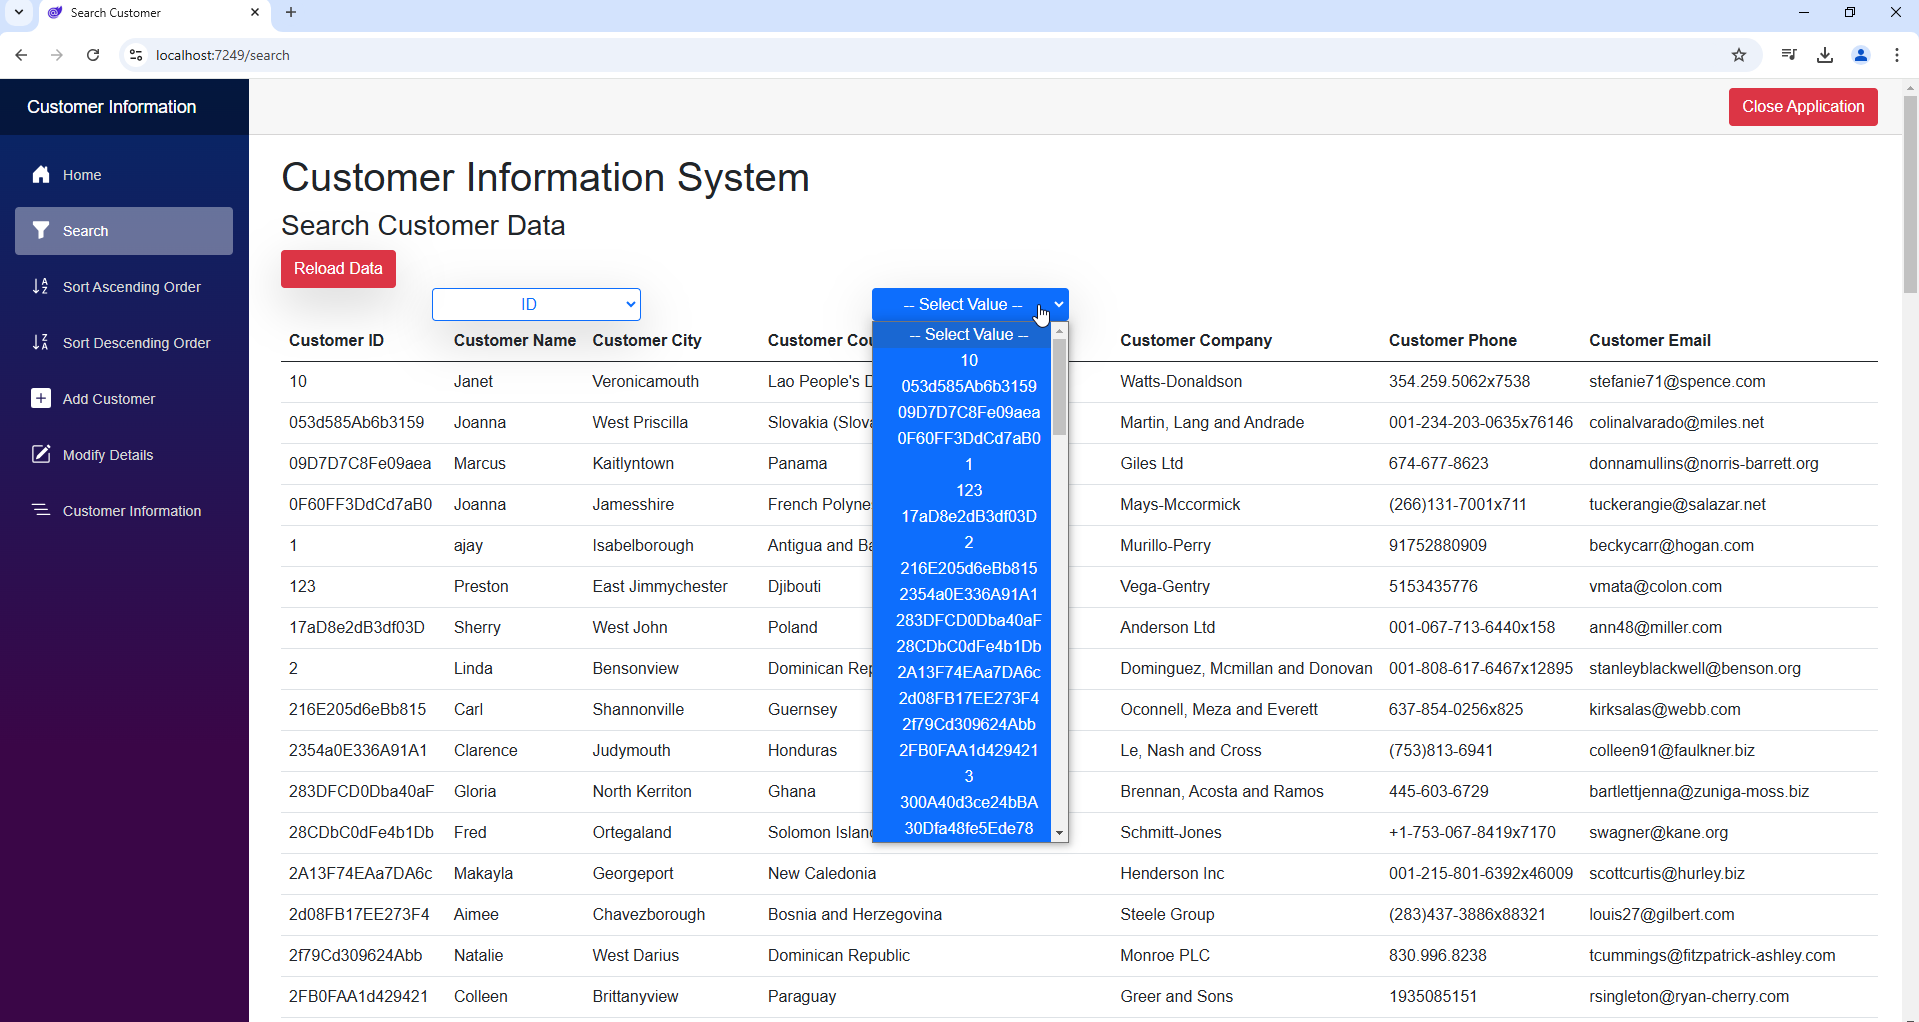 Search Customer
localhost:7249/search
Customer Information
Close Application
Home
Search
Sort Ascending Order
Sort Descending Order
Add Customer
Modify Details
Customer Information
Customer Information System
Search Customer Data
Reload Data
ID
-- Select Value --
-- Select Value --
10
053d585Ab6b3159
09D7D7C8Fe09aea
0F60FF3DdCd7aB0
1
123
17aD8e2dB3df03D
2
216E205d6eBb815
2354a0E336A91A1
283DFCD0Dba40aF
28CDbC0dFe4b1Db
2A13F74EAa7DA6c
2d08FB17EE273F4
2f79Cd309624Abb
2FB0FAA1d429421
3
300A40d3ce24bBA
30Dfa48fe5Ede78
Customer ID Customer Name Customer City Customer Cou Customer Company Customer Phone Customer Email
10 Janet Veronicamouth Lao People's D Watts-Donaldson 354.259.5062x7538 stefanie71@spence.com
053d585Ab6b3159 Joanna West Priscilla Slovakia (Slova Martin, Lang and Andrade 001-234-203-0635x76146 colinalvarado@miles.net
09D7D7C8Fe09aea Marcus Kaitlyntown Panama Giles Ltd 674-677-8623 donnamullins@norris-barrett.org
0F60FF3DdCd7aB0 Joanna Jamesshire French Polyne Mays-Mccormick (266)131-7001x711 tuckerangie@salazar.net
1 ajay Isabelborough Antigua and Ba Murillo-Perry 91752880909 beckycarr@hogan.com
123 Preston East Jimmychester Djibouti Vega-Gentry 5153435776 vmata@colon.com
17aD8e2dB3df03D Sherry West John Poland Anderson Ltd 001-067-713-6440x158 ann48@miller.com
2 Linda Bensonview Dominican Rep Dominguez, Mcmillan and Donovan 001-808-617-6467x12895 stanleyblackwell@benson.org
216E205d6eBb815 Carl Shannonville Guernsey Oconnell, Meza and Everett 637-854-0256x825 kirksalas@webb.com
2354a0E336A91A1 Clarence Judymouth Honduras Le, Nash and Cross (753)813-6941 colleen91@faulkner.biz
283DFCD0Dba40aF Gloria North Kerriton Ghana Brennan, Acosta and Ramos 445-603-6729 bartlettjenna@zuniga-moss.biz
28CDbC0dFe4b1Db Fred Ortegaland Solomon Islan Schmitt-Jones +1-753-067-8419x7170 swagner@kane.org
2A13F74EAa7DA6c Makayla Georgeport New Caledonia Henderson Inc 001-215-801-6392x46009 scottcurtis@hurley.biz
2d08FB17EE273F4 Aimee Chavezborough Bosnia and Herzegovina Steele Group (283)437-3886x88321 louis27@gilbert.com
2f79Cd309624Abb Natalie West Darius Dominican Republic Monroe PLC 830.996.8238 tcummings@fitzpatrick-ashley.com
2FB0FAA1d429421 Colleen Brittanyview Paraguay Greer and Sons 1935085151 rsingleton@ryan-cherry.com